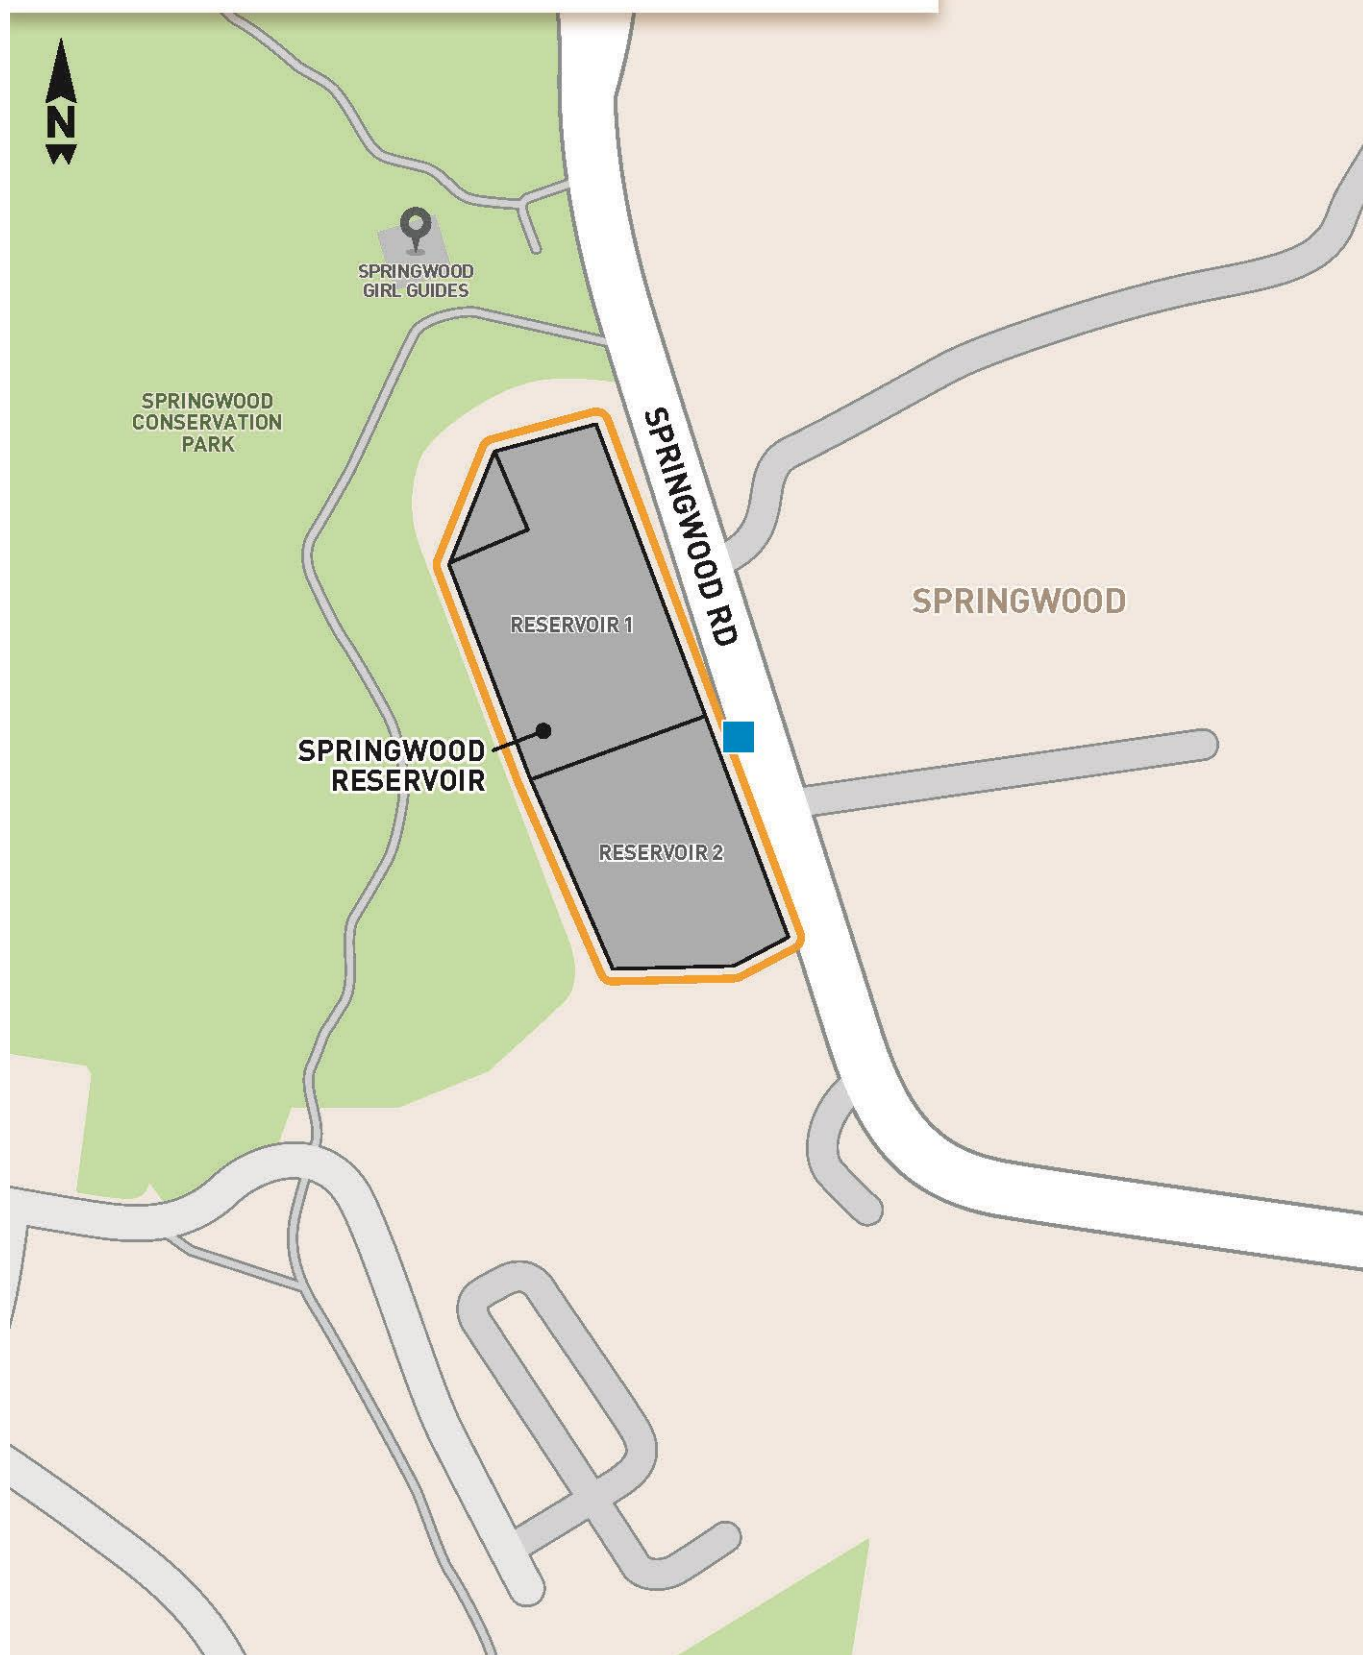 N
SPRINGWOOD
GIRL GUIDES
SPRINGWOOD
CONSERVATION
PARK
SPRINGWOOD RD
SPRINGWOOD
RESERVOIR 1
SPRINGWOOD
RESERVOIR
RESERVOIR 2